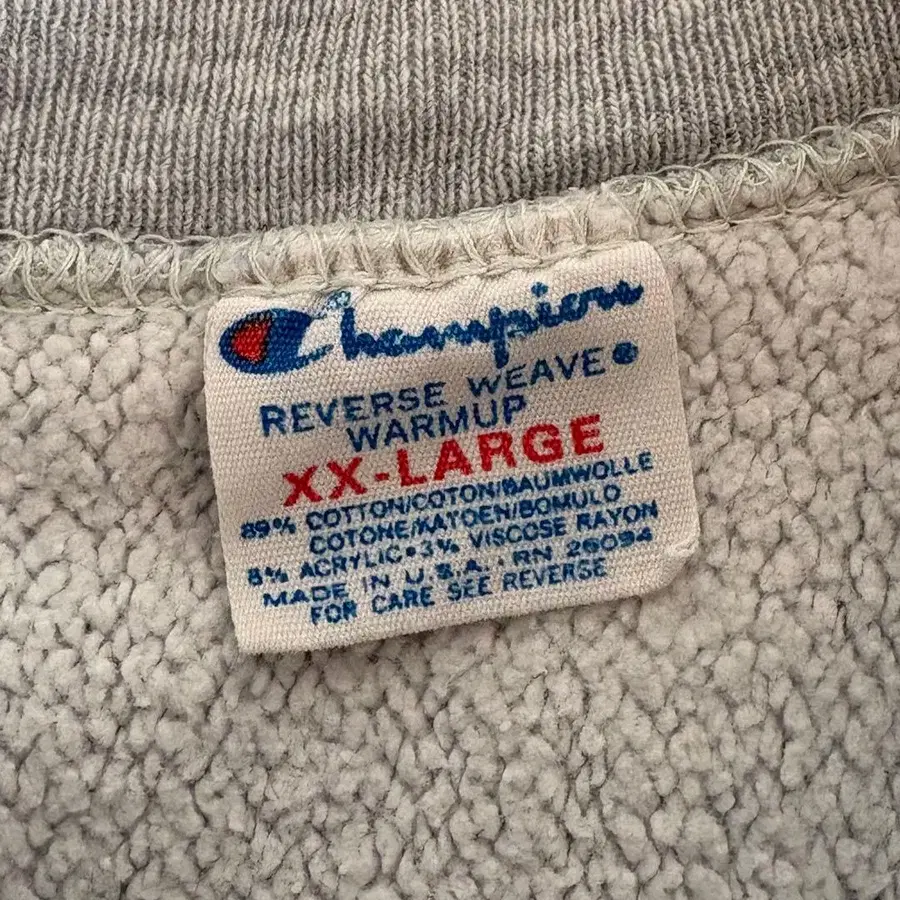 Champion
REVERSE WEAVE®
WARMUP
XX-LARGE
89% COTTON/COTON/BAUMWOLLE
COTONE/KATOEN/BOMULO
8% ACRYLIC•3% VISCOSE RAYON
MADE IN U.S.A. • RN 26094
FOR CARE SEE REVERSE